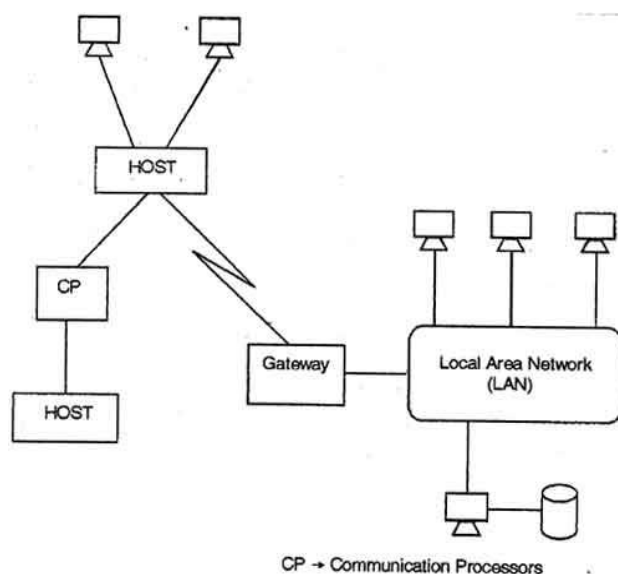 HOST
CP
HOST
Gateway
Local Area Network
(LAN)
CP → Communication Processors